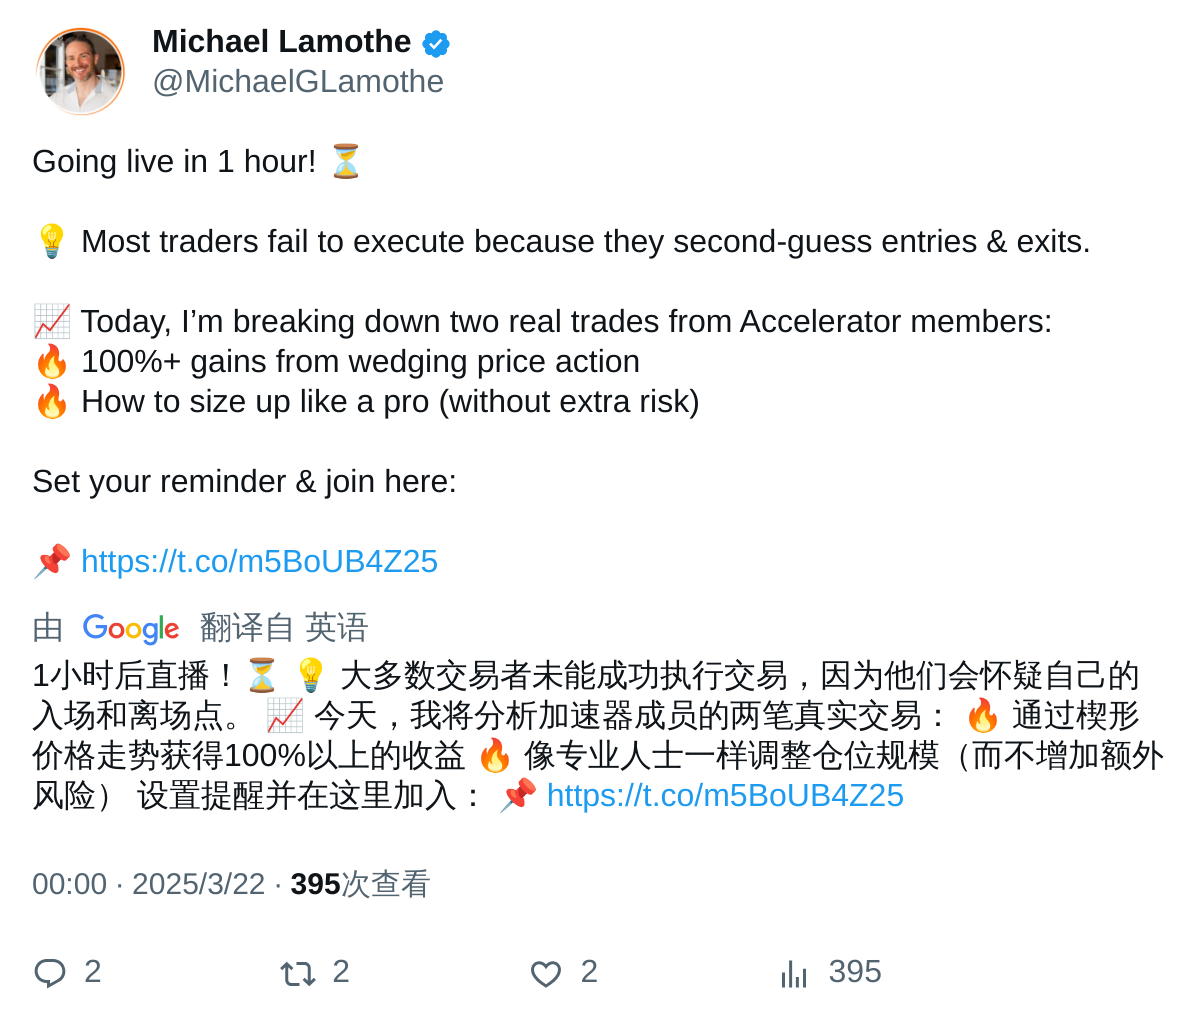 Michael Lamothe
@MichaelGLamothe
Going live in 1 hour! ⏳
💡 Most traders fail to execute because they second-guess entries & exits.
📈 Today, I’m breaking down two real trades from Accelerator members:
🔥 100%+ gains from wedging price action
🔥 How to size up like a pro (without extra risk)
Set your reminder & join here:
📌 https://t.co/m5BoUB4Z25
由 Google 翻译自 英语
1小时后直播！⏳ 💡 大多数交易者未能成功执行交易，因为他们会怀疑自己的
入场和离场点。 📈 今天，我将分析加速器成员的两笔真实交易： 🔥 通过楔形
价格走势获得100%以上的收益 🔥 像专业人士一样调整仓位规模（而不增加额外
风险） 设置提醒并在这里加入： 📌 https://t.co/m5BoUB4Z25
00:00 · 2025/3/22 · 395次查看
2 2 2 395